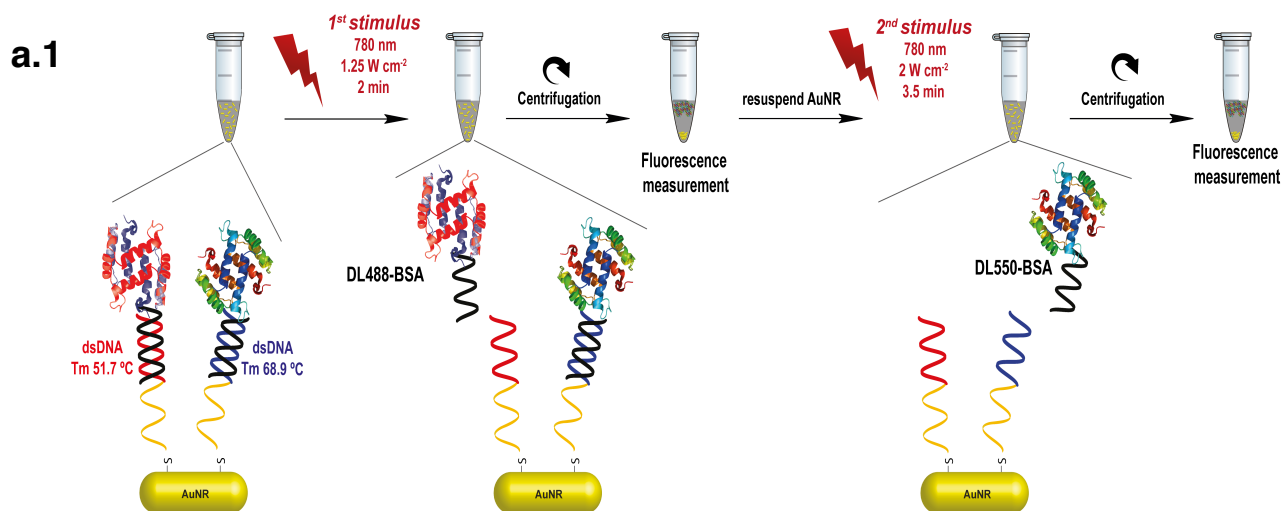 a.1
1st stimulus
780 nm
1.25 W cm-2
2 min
Centrifugation
Fluorescence
measurement
resuspend AuNR
2nd stimulus
780 nm
2 W cm-2
3.5 min
Centrifugation
Fluorescence
measurement
dsDNA
Tm 51.7 ºC
dsDNA
Tm 68.9 ºC
DL488-BSA
DL550-BSA
S
S
AuNR
S
S
AuNR
S
S
AuNR